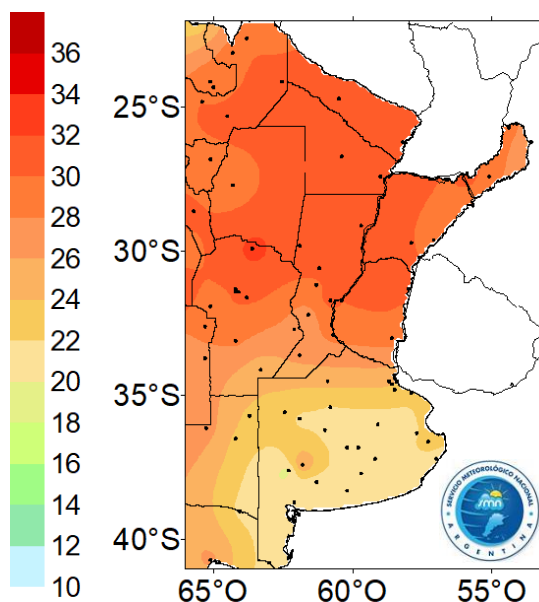 36
34
32
30
28
26
24
22
20
18
16
14
12
10
25°S
30°S
35°S
40°S
65°O
60°O
55°O
SERVICIO METEOROLÓGICO NACIONAL
smn
ARGENTINA